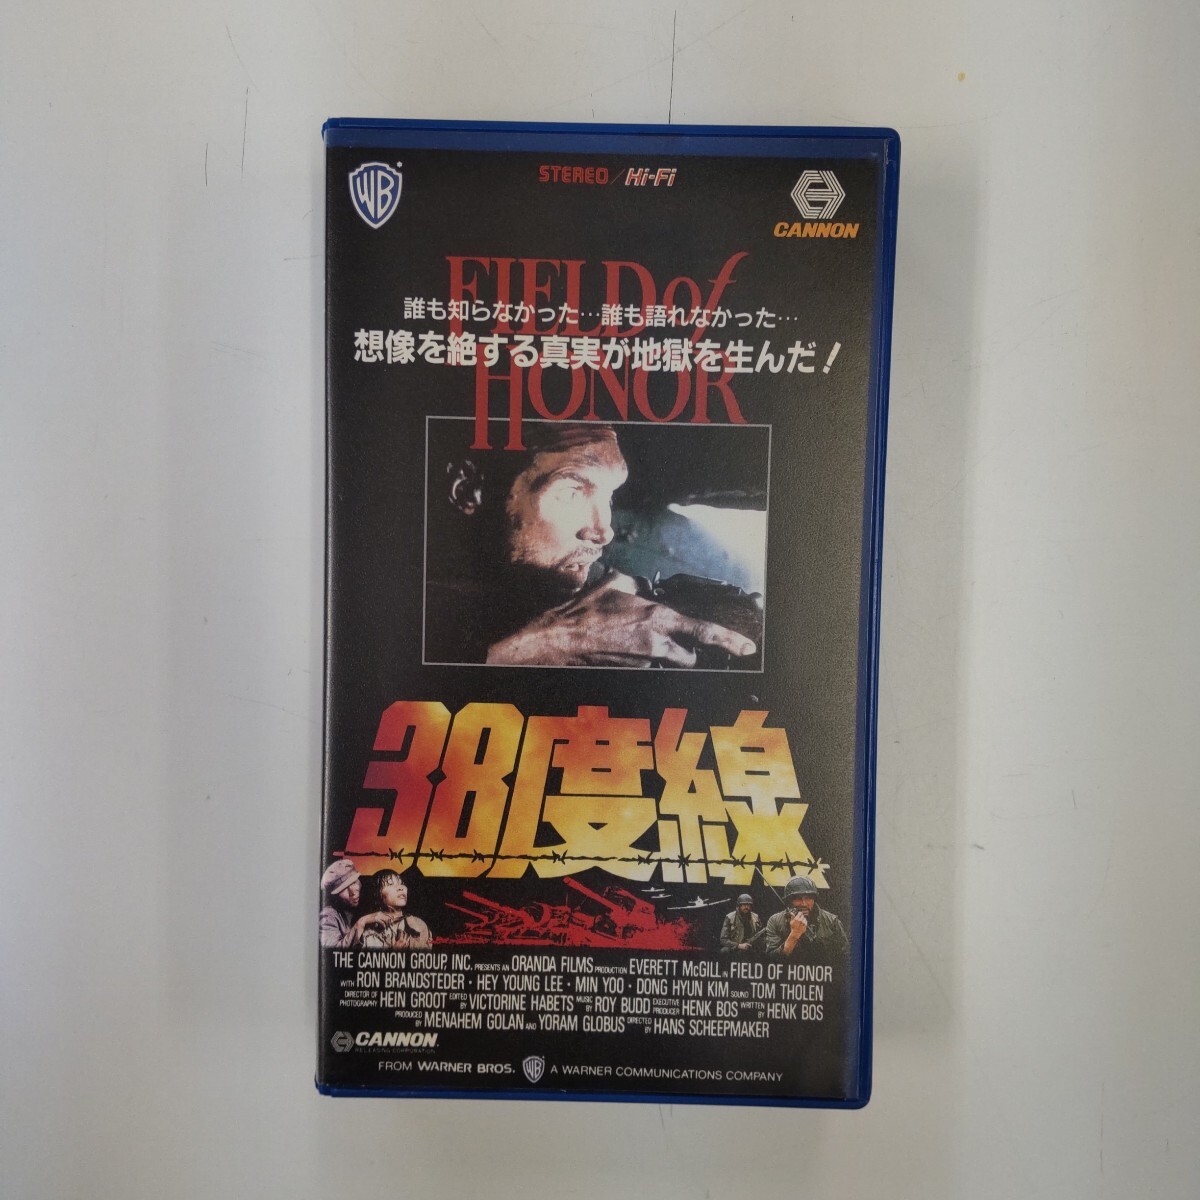 WB
STEREO/Hi-Fi
CANNON
FIELD of
HONOR
誰も知らなかった…誰も語れなかった…
想像を絶する真実が地獄を生んだ!
38度線
THE CANNON GROUP, INC. PRESENTS AN ORANDA FILMS PRODUCTION EVERETT McGILL IN FIELD OF HONOR
WITH RON BRANDSTEDER · HEY YOUNG LEE · MIN YOO · DONG HYUN KIM SOUND TOM THOLEN
DIRECTOR OF PHOTOGRAPHY HEIN GROOT EDITED BY VICTORINE HABETS MUSIC BY ROY BUDD EXECUTIVE PRODUCER HENK BOS WRITTEN BY HENK BOS
PRODUCED BY MENAHEM GOLAN AND YORAM GLOBUS DIRECTED BY HANS SCHEEPMAKER
CANNON
RELEASING CORPORATION
FROM WARNER BROS. WB A WARNER COMMUNICATIONS COMPANY